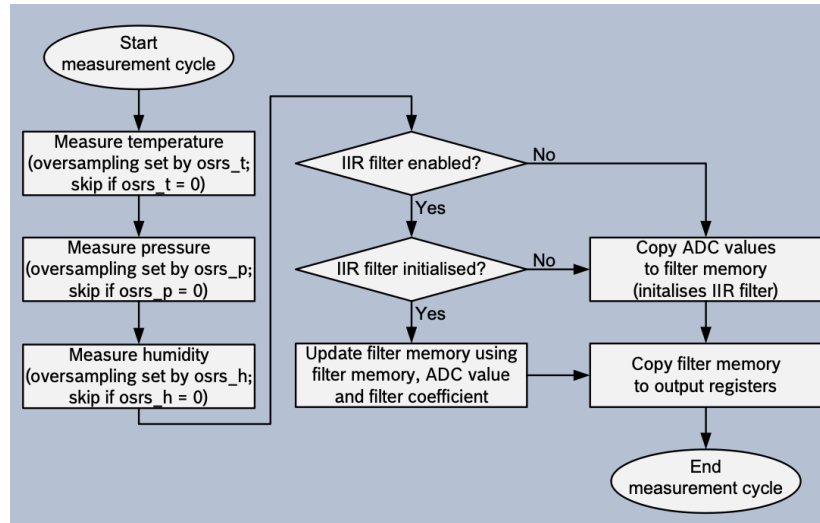 Start
measurement cycle
Measure temperature
(oversampling set by osrs_t;
skip if osrs_t = 0)
Measure pressure
(oversampling set by osrs_p;
skip if osrs_p = 0)
Measure humidity
(oversampling set by osrs_h;
skip if osrs_h = 0)
IIR filter enabled?
No
Yes
IIR filter initialised?
No
Yes
Update filter memory using
filter memory, ADC value
and filter coefficient
Copy ADC values
to filter memory
(initalises IIR filter)
Copy filter memory
to output registers
End
measurement cycle